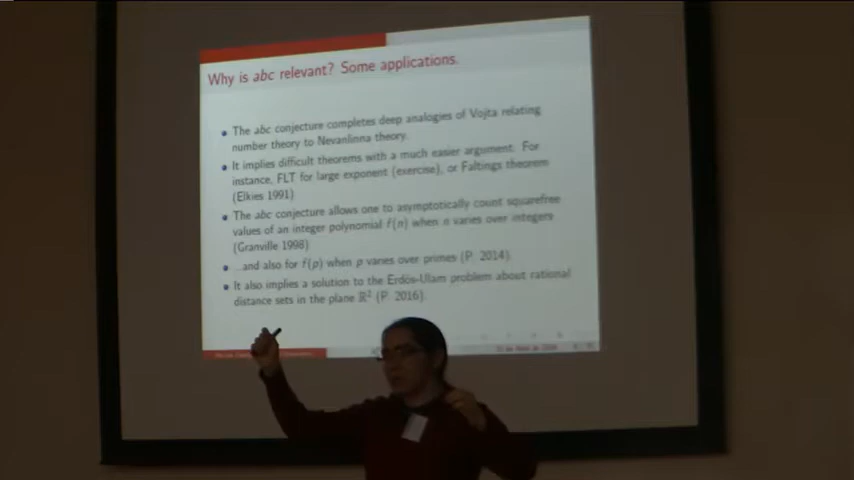 Why is abc relevant? Some applications.
The abc conjecture completes deep analogies of Vojta relating
number theory to Nevanlinna theory.
It implies difficult theorems with a much easier argument. For
instance, FLT for large exponent (exercise), or Faltings theorem
(Elkies 1991)
The abc conjecture allows one to asymptotically count squarefree
values of an integer polynomial f(n) when n varies over integers
(Granville 1998)
...and also for f(p) when p varies over primes (P. 2014).
It also implies a solution to the Erdös-Ulam problem about rational
distance sets in the plane ℝ² (P. 2016).